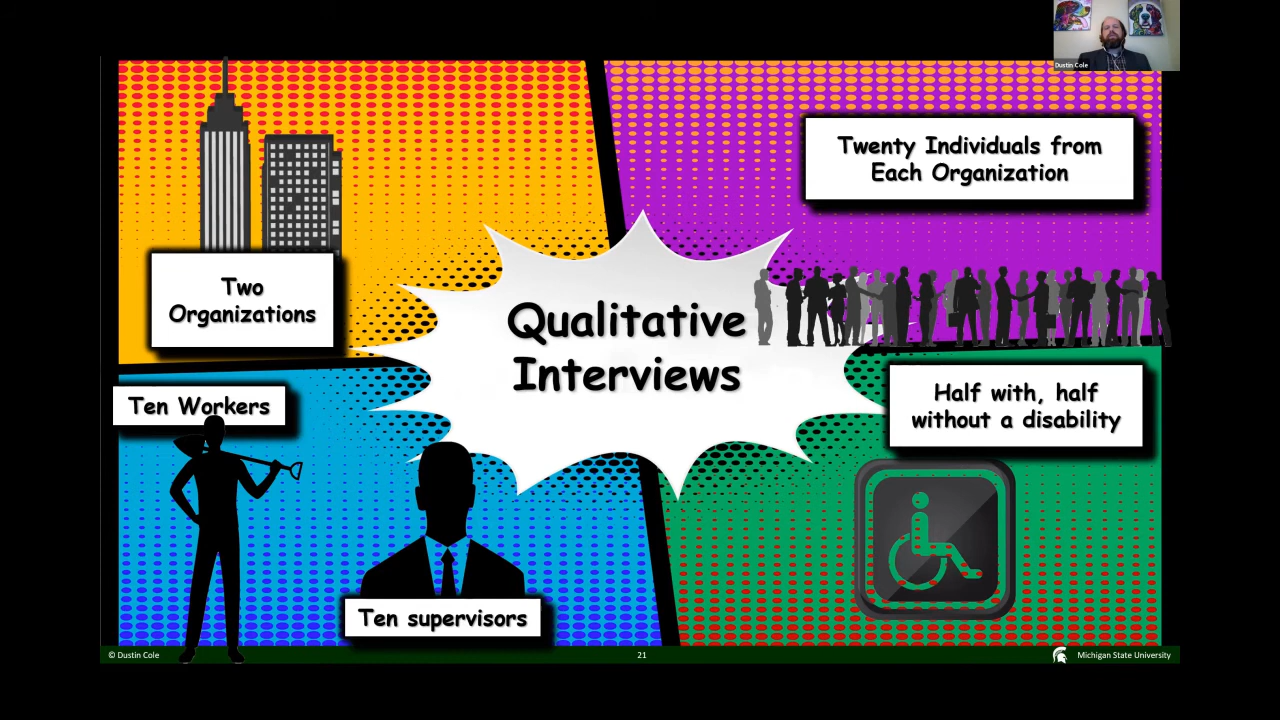 Dustin Cole
Twenty Individuals from
Each Organization
Two
Organizations
Qualitative
Interviews
Half with, half
without a disability
Ten Workers
Ten supervisors
© Dustin Cole
21
Michigan State University